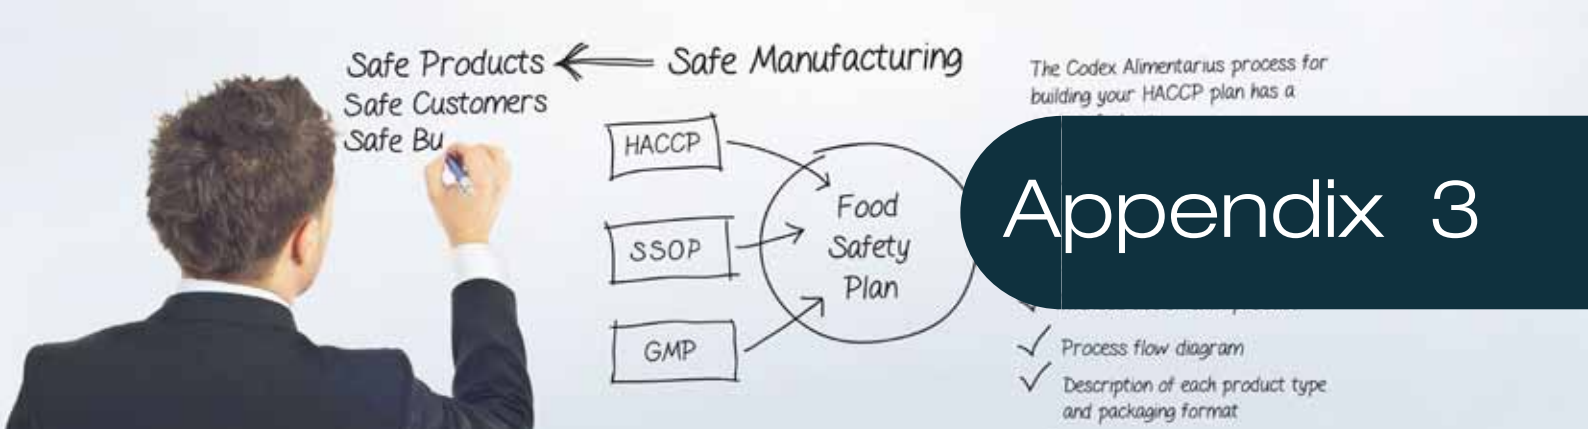 Safe Products
Safe Manufacturing
Safe Customers
Safe Bu
HACCP
SSOP
GMP
Food
Safety
Plan
The Codex Alimentarius process for
building your HACCP plan has a
Appendix 3
Process flow diagram
Description of each product type
and packaging format